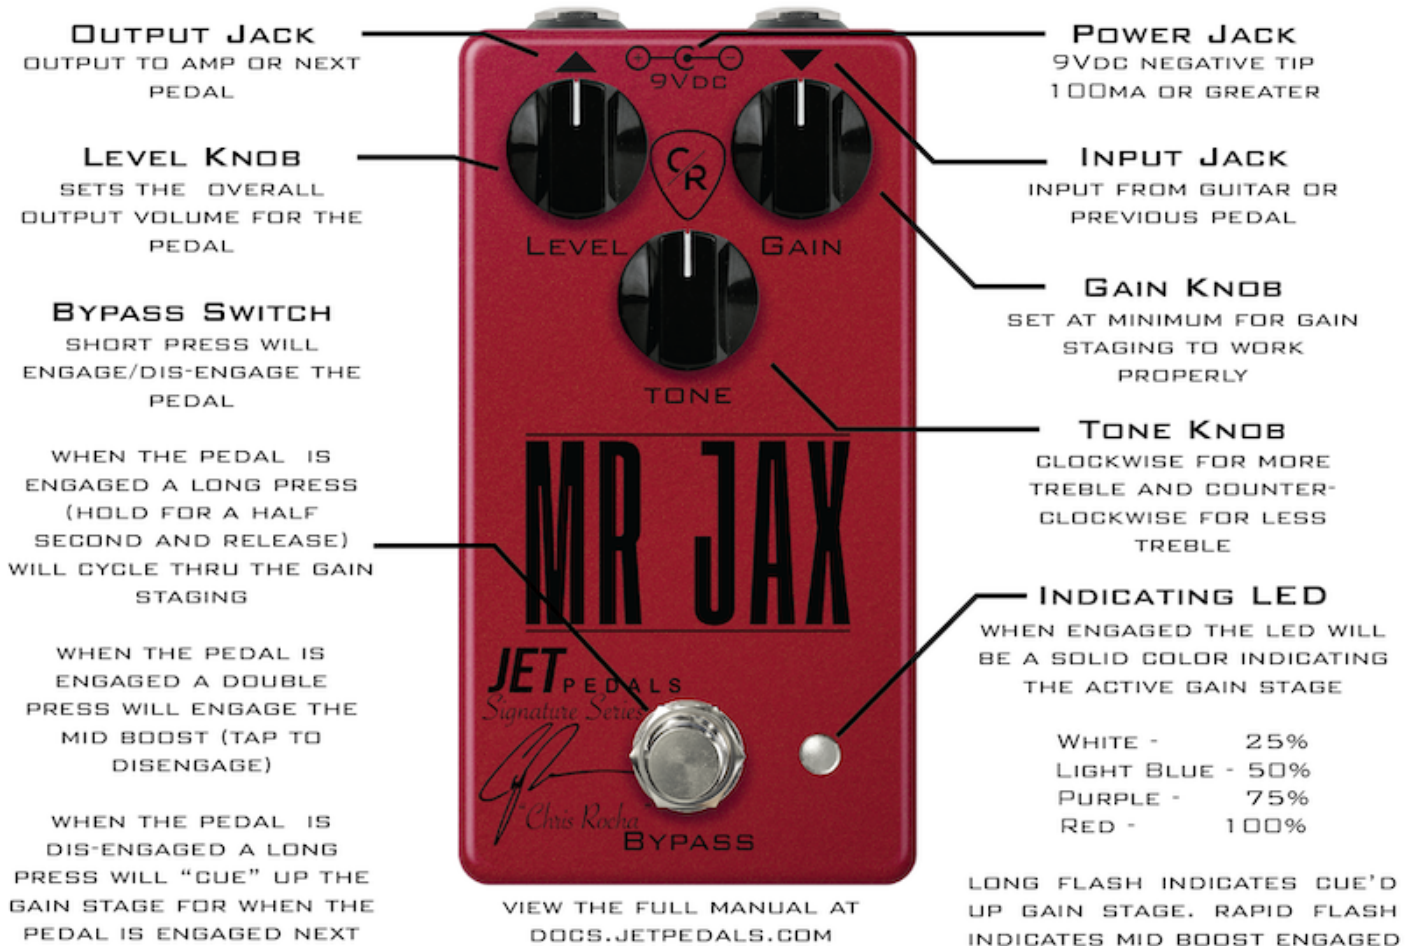 OUTPUT JACK
OUTPUT TO AMP OR NEXT
PEDAL
LEVEL KNOB
SETS THE OVERALL
OUTPUT VOLUME FOR THE
PEDAL
BYPASS SWITCH
SHORT PRESS WILL
ENGAGE/DIS-ENGAGE THE
PEDAL
WHEN THE PEDAL IS
ENGAGED A LONG PRESS
(HOLD FOR A HALF
SECOND AND RELEASE)
WILL CYCLE THRU THE GAIN
STAGING
WHEN THE PEDAL IS
ENGAGED A DOUBLE
PRESS WILL ENGAGE THE
MID BOOST (TAP TO
DISENGAGE)
WHEN THE PEDAL IS
DIS-ENGAGED A LONG
PRESS WILL “CUE” UP THE
GAIN STAGE FOR WHEN THE
PEDAL IS ENGAGED NEXT
9VDC
C/R
LEVEL
GAIN
TONE
MR JAX
JET PEDALS
Signature Series
"Chris Rocha"
BYPASS
VIEW THE FULL MANUAL AT
DOCS.JETPEDALS.COM
POWER JACK
9VDC NEGATIVE TIP
100MA OR GREATER
INPUT JACK
INPUT FROM GUITAR OR
PREVIOUS PEDAL
GAIN KNOB
SET AT MINIMUM FOR GAIN
STAGING TO WORK
PROPERLY
TONE KNOB
CLOCKWISE FOR MORE
TREBLE AND COUNTER-
CLOCKWISE FOR LESS
TREBLE
INDICATING LED
WHEN ENGAGED THE LED WILL
BE A SOLID COLOR INDICATING
THE ACTIVE GAIN STAGE
WHITE - 25%
LIGHT BLUE - 50%
PURPLE - 75%
RED - 100%
LONG FLASH INDICATES CUE’D
UP GAIN STAGE. RAPID FLASH
INDICATES MID BOOST ENGAGED